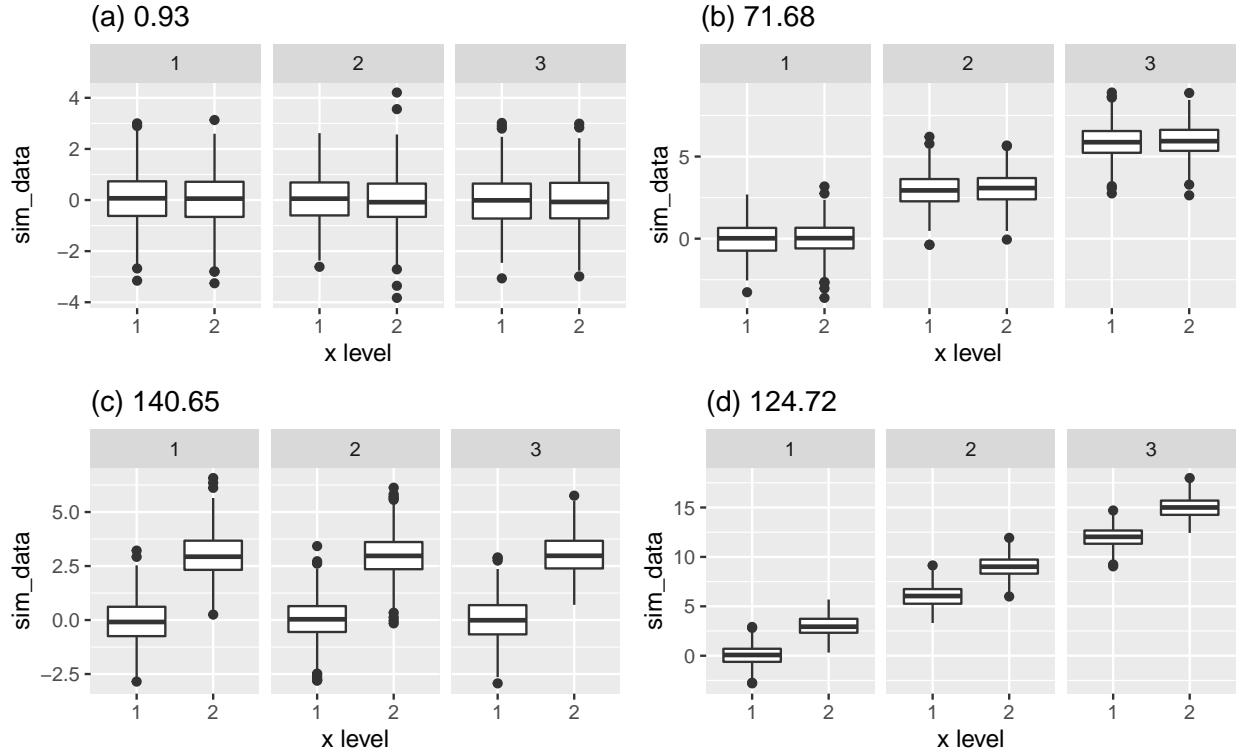 (a) 0.93
1 2 3
sim_data
4
2
0
−2
−4
1 2 1 2 1 2
x level
(b) 71.68
1 2 3
sim_data
5
0
1 2 1 2 1 2
x level
(c) 140.65
1 2 3
sim_data
5.0
2.5
0.0
−2.5
1 2 1 2 1 2
x level
(d) 124.72
1 2 3
sim_data
15
10
5
0
1 2 1 2 1 2
x level